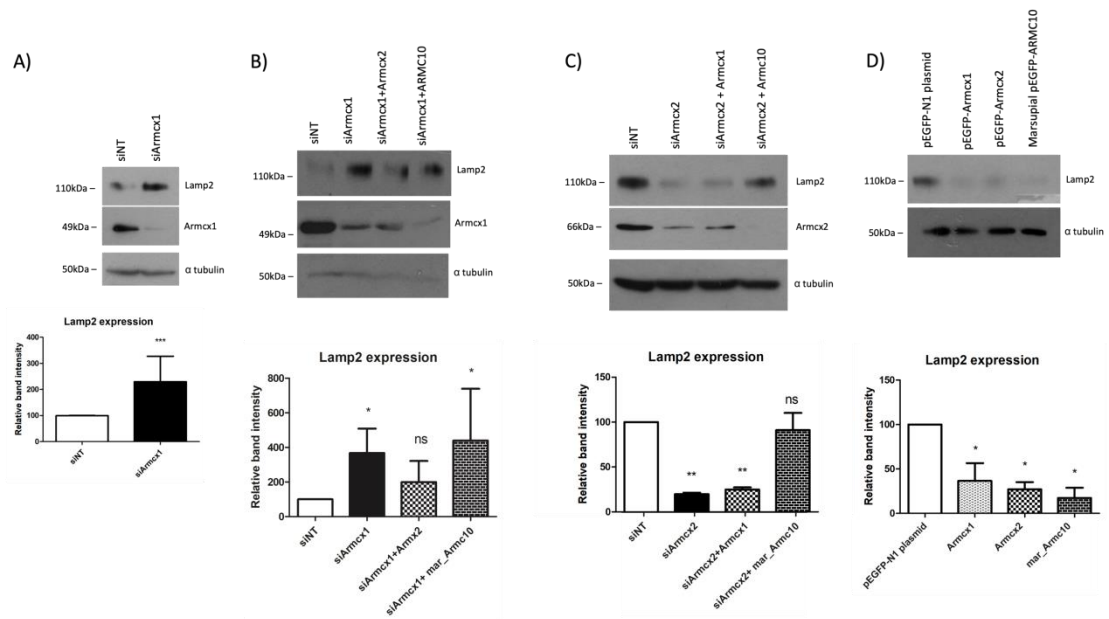 A)
siNT
siArmcx1
110kDa –
Lamp2
49kDa –
Armcx1
50kDa –
α tubulin
Lamp2 expression
Relative band intensity
400
300
200
100
0
***
siNT
siArmcx1
B)
siNT
siArmcx1
siArmcx1+Armcx2
siArmcx1+ARMC10
110kDa –
Lamp2
49kDa –
Armcx1
50kDa –
α tubulin
Lamp2 expression
Relative band intensity
800
600
400
200
0
*
ns
*
siNT
siArmcx1
siArmcx1+Armx2
siArmcx1+ mar_Armc10
C)
siNT
siArmcx2
siArmcx2 + Armcx1
siArmcx2 + Armc10
110kDa –
Lamp2
66kDa –
Armcx2
50kDa –
α tubulin
Lamp2 expression
Relative band intensity
150
100
50
0
**
**
ns
siNT
siArmcx2
siArmcx2+Armcx1
siArmcx2+ mar_Armc10
D)
pEGFP-N1 plasmid
pEGFP-Armcx1
pEGFP-Armcx2
Marsupial pEGFP-ARMC10
110kDa –
Lamp2
50kDa –
α tubulin
Lamp2 expression
Relative band intensity
150
100
50
0
*
*
*
pEGFP-N1 plasmid
Armcx1
Armcx2
mar_Armc10